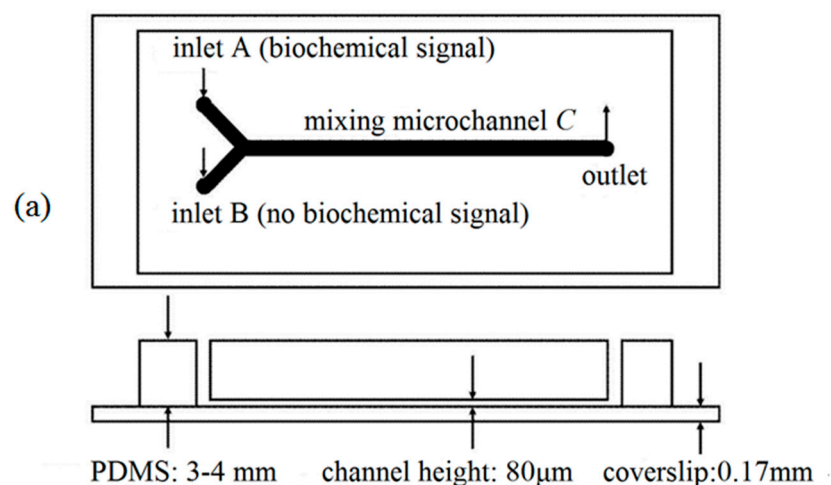 inlet A (biochemical signal)
mixing microchannel C
outlet
(a)
inlet B (no biochemical signal)
PDMS: 3-4 mm channel height: 80μm coverslip:0.17mm